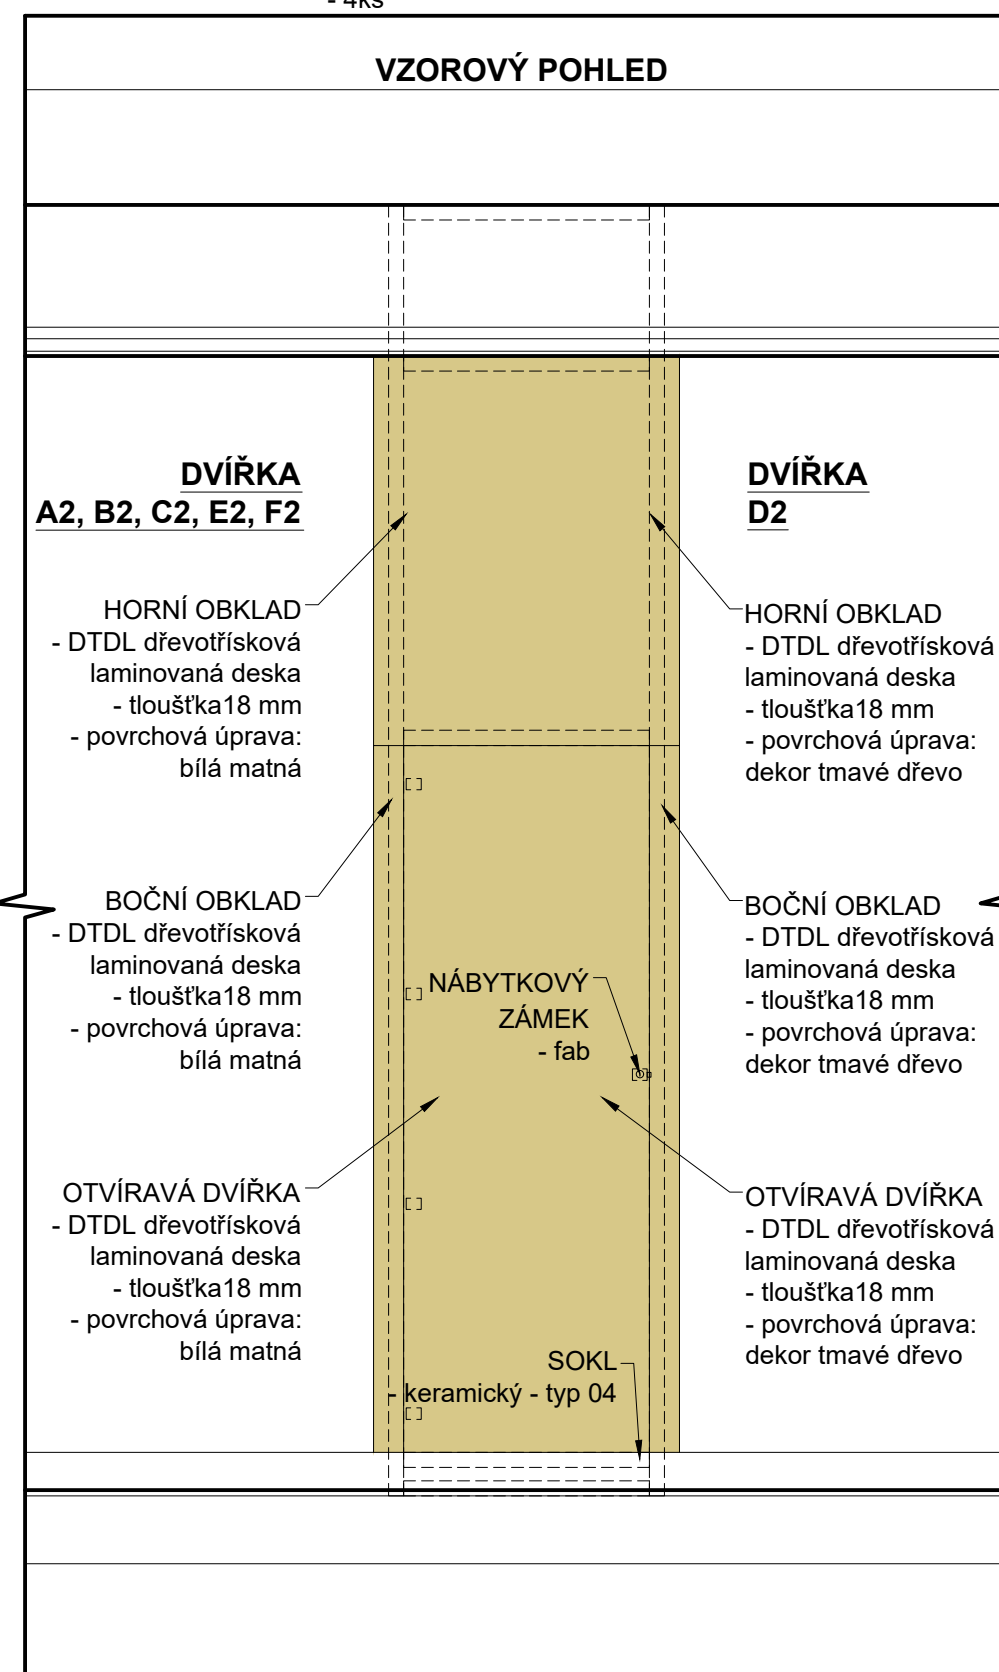 - 4ks
VZOROVÝ POHLED
DVÍŘKA
A2, B2, C2, E2, F2
HORNÍ OBKLAD
- DTDL dřevotřísková
laminovaná deska
- tloušťka18 mm
- povrchová úprava:
bílá matná
BOČNÍ OBKLAD
- DTDL dřevotřísková
laminovaná deska
- tloušťka18 mm
- povrchová úprava:
bílá matná
OTVÍRAVÁ DVÍŘKA
- DTDL dřevotřísková
laminovaná deska
- tloušťka18 mm
- povrchová úprava:
bílá matná
NÁBYTKOVÝ
ZÁMEK
- fab
SOKL
- keramický - typ 04
DVÍŘKA
D2
HORNÍ OBKLAD
- DTDL dřevotřísková
laminovaná deska
- tloušťka18 mm
- povrchová úprava:
dekor tmavé dřevo
BOČNÍ OBKLAD
- DTDL dřevotřísková
laminovaná deska
- tloušťka18 mm
- povrchová úprava:
dekor tmavé dřevo
OTVÍRAVÁ DVÍŘKA
- DTDL dřevotřísková
laminovaná deska
- tloušťka18 mm
- povrchová úprava:
dekor tmavé dřevo